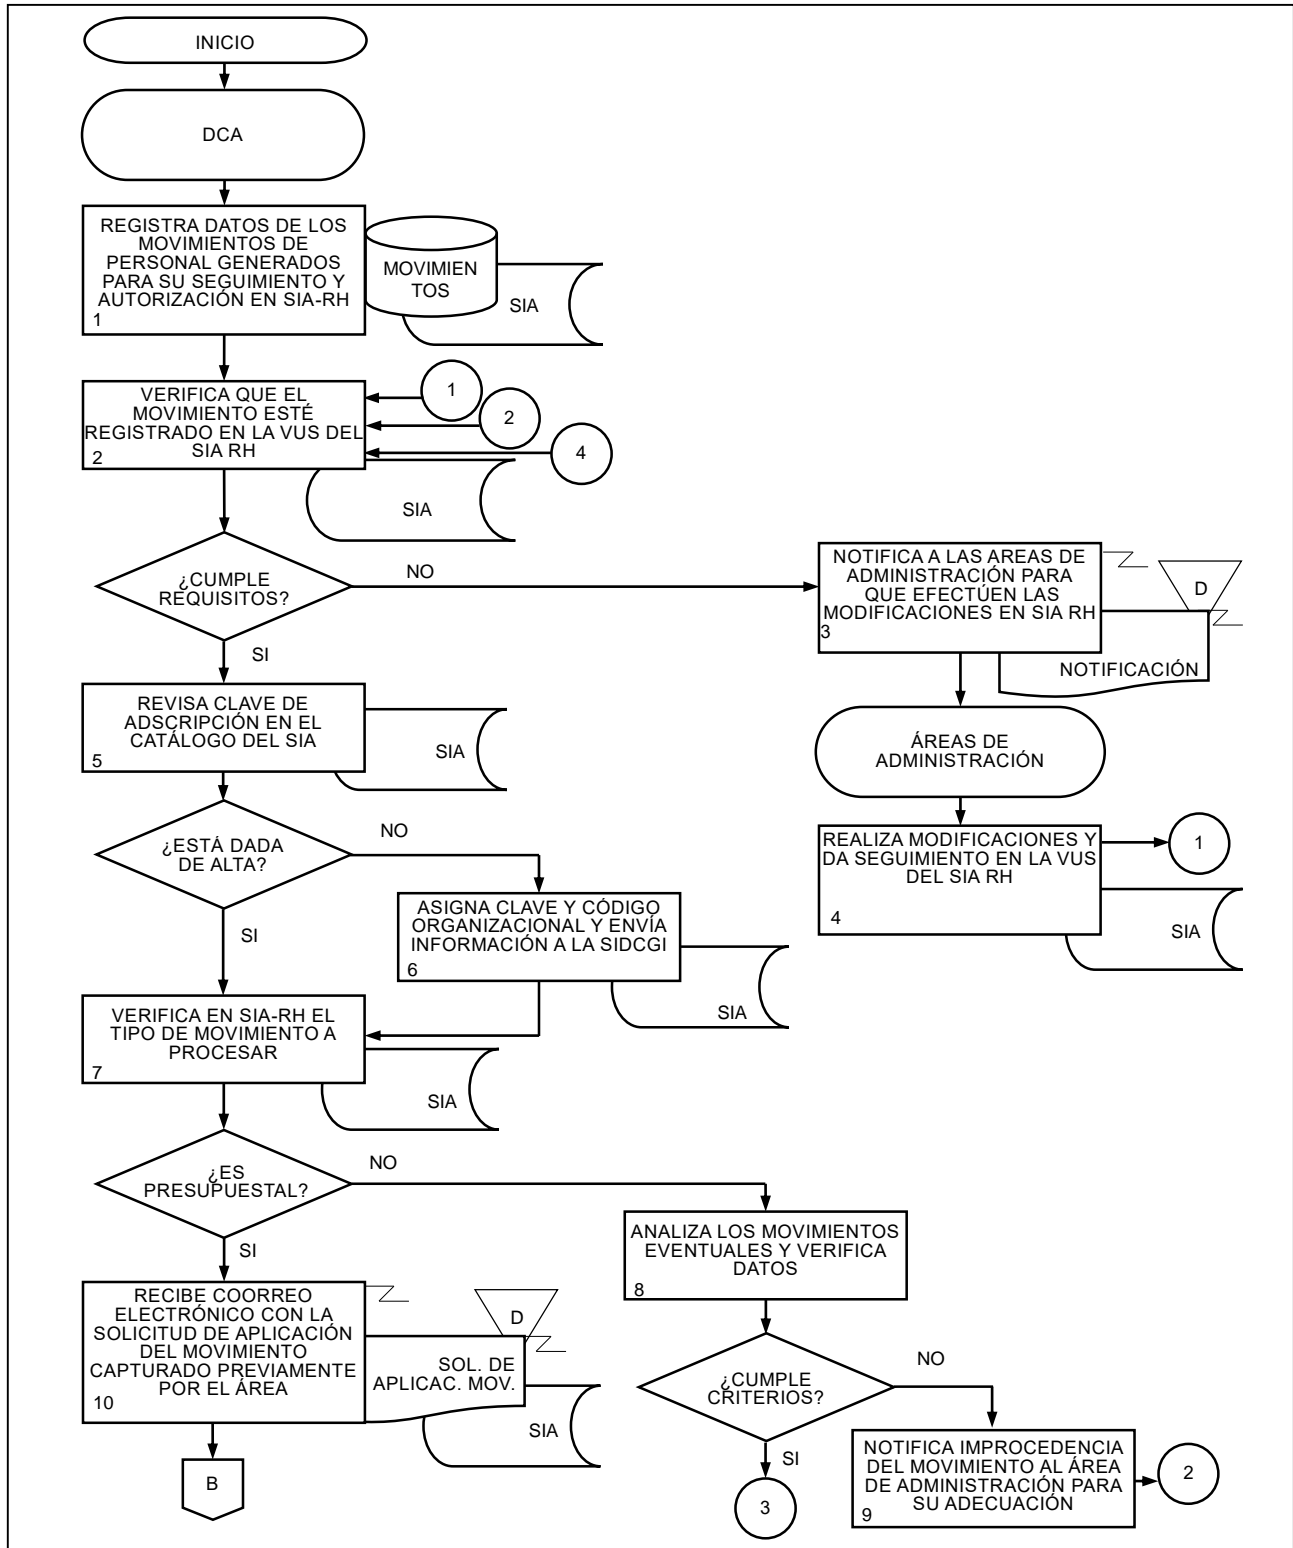 INICIO
DCA
REGISTRA DATOS DE LOS
MOVIMIENTOS DE
PERSONAL GENERADOS
PARA SU SEGUIMIENTO Y
AUTORIZACIÓN EN SIA-RH
1
MOVIMIEN
TOS
SIA
VERIFICA QUE EL
MOVIMIENTO ESTÉ
REGISTRADO EN LA VUS DEL
SIA RH
2
1
2
4
SIA
¿CUMPLE
REQUISITOS?
NO
SI
NOTIFICA A LAS AREAS DE
ADMINISTRACIÓN PARA
QUE EFECTÚEN LAS
MODIFICACIONES EN SIA RH
3
D
NOTIFICACIÓN
ÁREAS DE
ADMINISTRACIÓN
REALIZA MODIFICACIONES Y
DA SEGUIMIENTO EN LA VUS
DEL SIA RH
4
1
SIA
REVISA CLAVE DE
ADSCRIPCIÓN EN EL
CATÁLOGO DEL SIA
5
SIA
¿ESTÁ DADA
DE ALTA?
NO
SI
ASIGNA CLAVE Y CÓDIGO
ORGANIZACIONAL Y ENVÍA
INFORMACIÓN A LA SIDCGI
6
SIA
VERIFICA EN SIA-RH EL
TIPO DE MOVIMIENTO A
PROCESAR
7
SIA
¿ES
PRESUPUESTAL?
NO
SI
ANALIZA LOS MOVIMIENTOS
EVENTUALES Y VERIFICA
DATOS
8
¿CUMPLE
CRITERIOS?
NO
SI
3
NOTIFICA IMPROCEDENCIA
DEL MOVIMIENTO AL ÁREA
DE ADMINISTRACIÓN PARA
SU ADECUACIÓN
9
2
RECIBE COORREO
ELECTRÓNICO CON LA
SOLICITUD DE APLICACIÓN
DEL MOVIMIENTO
CAPTURADO PREVIAMENTE
POR EL ÁREA
10
D
SOL. DE
APLICAC. MOV.
SIA
B